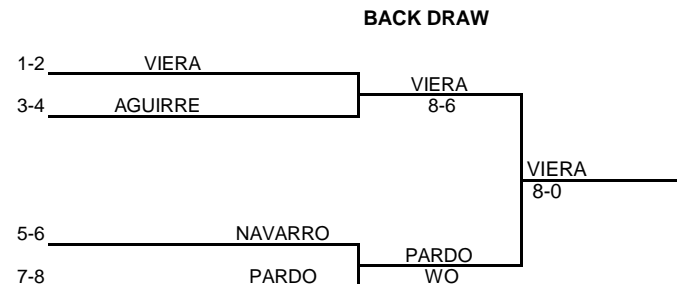 BACK DRAW
1-2 VIERA
VIERA
3-4 AGUIRRE
8-6
VIERA
8-0
5-6 NAVARRO
PARDO
7-8 PARDO
WO